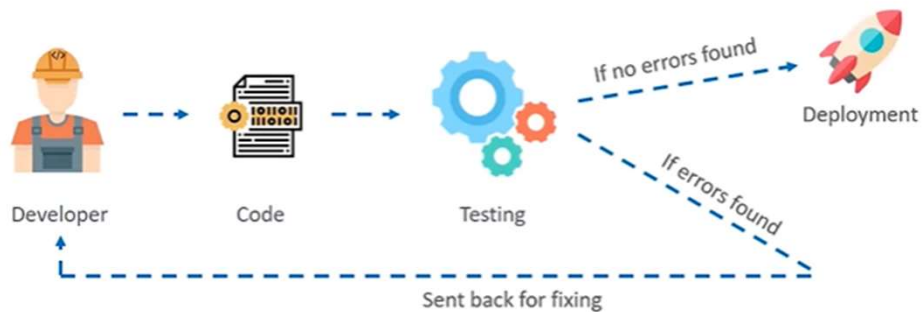 If no errors found
Deployment
If errors found
Developer
Code
Testing
Sent back for fixing